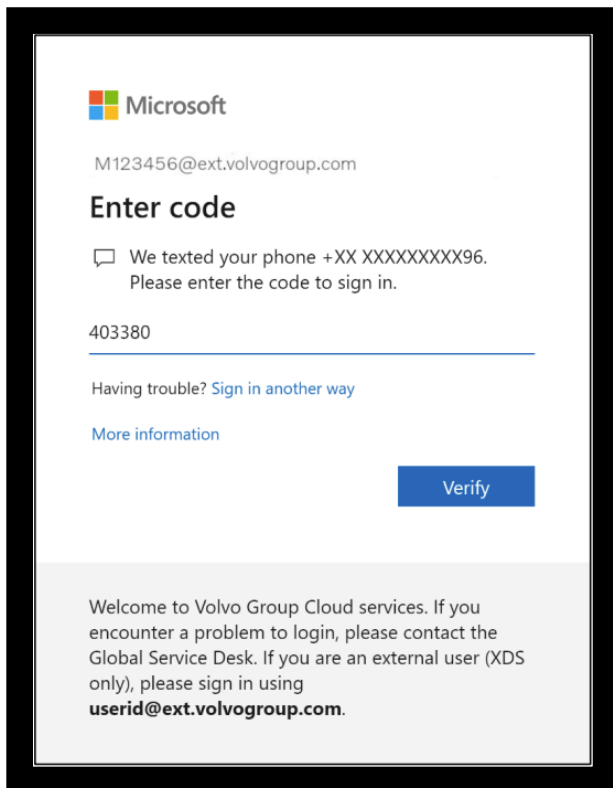 Microsoft
M123456@ext.volvogroup.com
Enter code
We texted your phone +XX XXXXXXXXX96.
Please enter the code to sign in.
403380
Having trouble? Sign in another way
More information
Verify
Welcome to Volvo Group Cloud services. If you
encounter a problem to login, please contact the
Global Service Desk. If you are an external user (XDS
only), please sign in using
userid@ext.volvogroup.com.